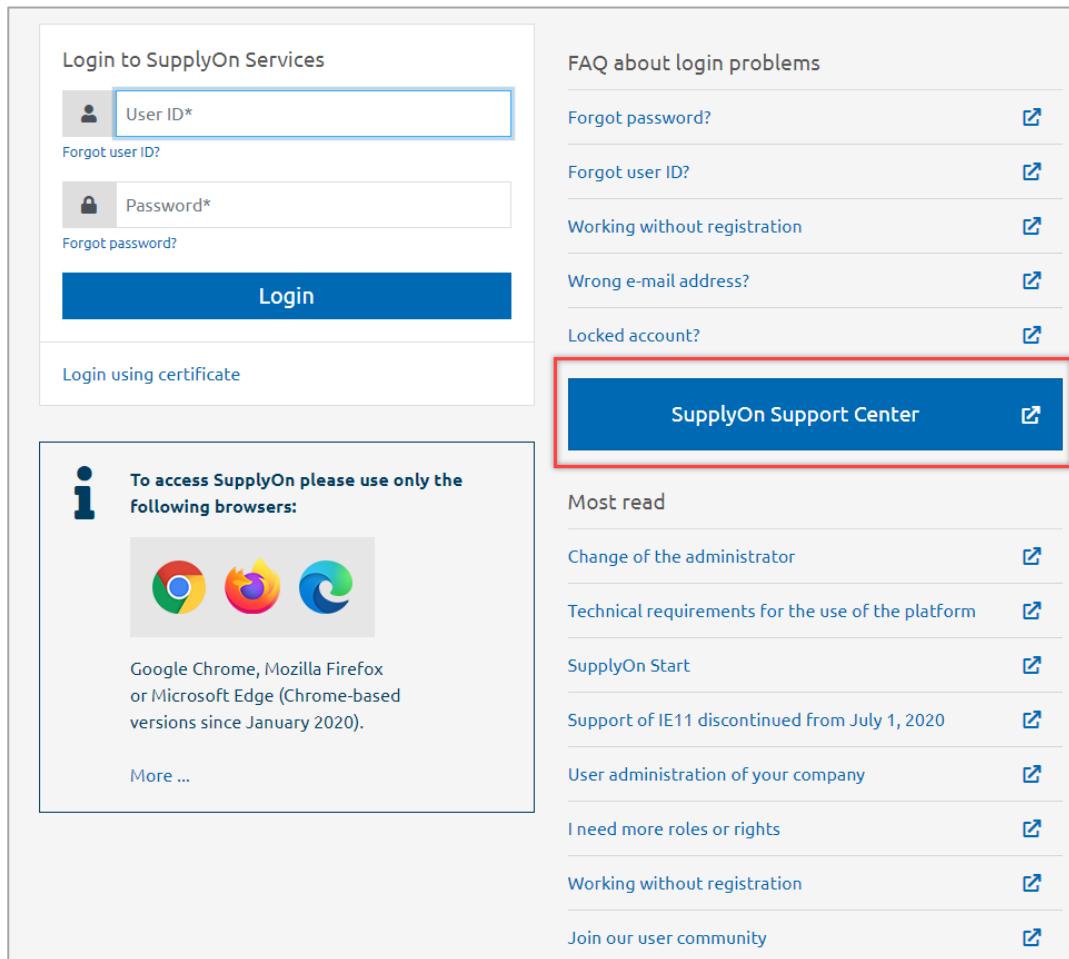 Login to SupplyOn Services
User ID*
Forgot user ID?
Password*
Forgot password?
Login
Login using certificate
To access SupplyOn please use only the
following browsers:
Google Chrome, Mozilla Firefox
or Microsoft Edge (Chrome-based
versions since January 2020).
More ...
FAQ about login problems
Forgot password?
Forgot user ID?
Working without registration
Wrong e-mail address?
Locked account?
SupplyOn Support Center
Most read
Change of the administrator
Technical requirements for the use of the platform
SupplyOn Start
Support of IE11 discontinued from July 1, 2020
User administration of your company
I need more roles or rights
Working without registration
Join our user community